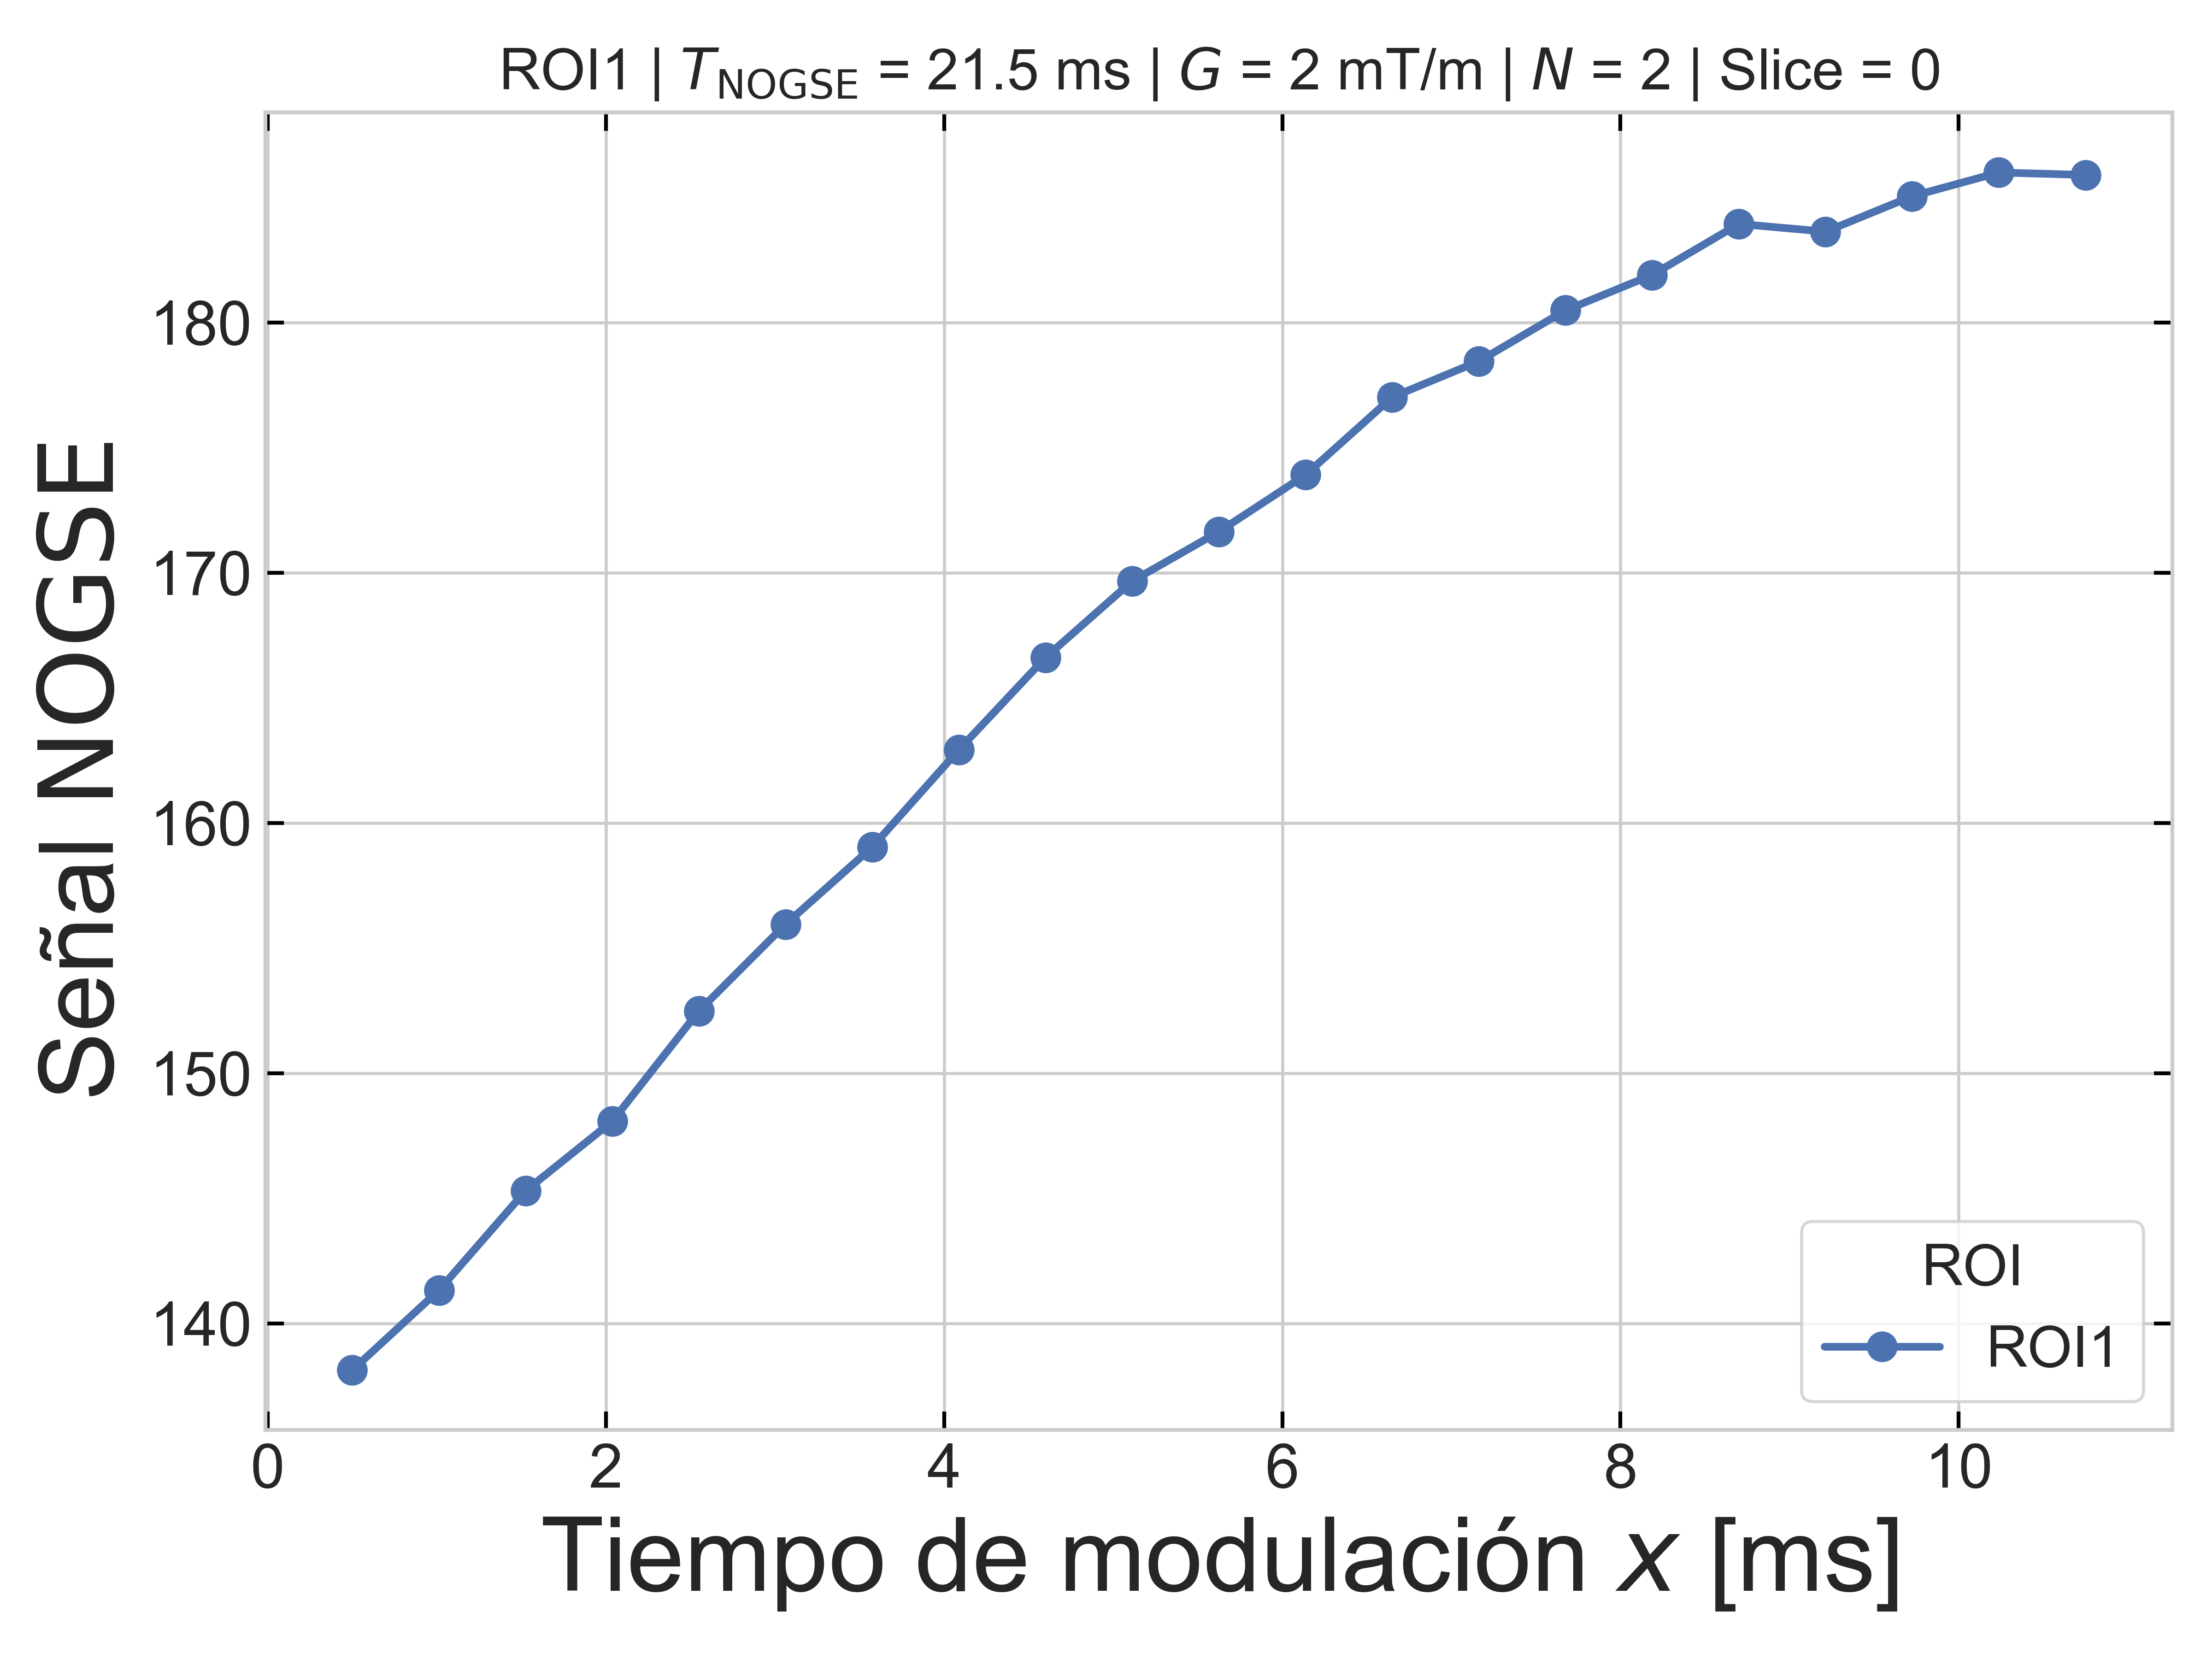 ROI1 | T_NOGSE = 21.5 ms | G = 2 mT/m | N = 2 | Slice = 0
Señal NOGSE
180
170
160
150
140
ROI
ROI1
0 2 4 6 8 10
Tiempo de modulación x [ms]